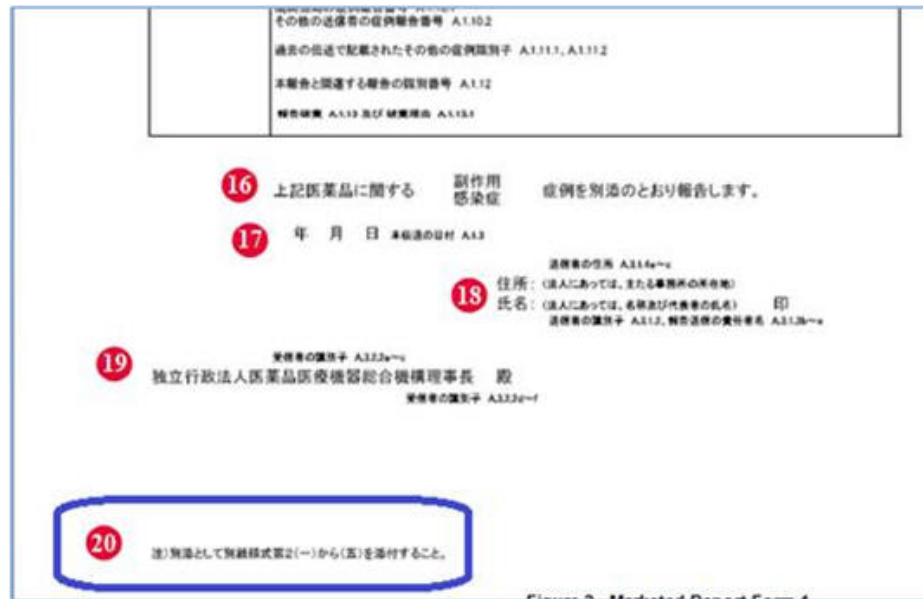 その他の送信者の症例報告番号 A.1.10.2
過去の伝送で記載されたその他の症例識別子 A.1.11.1, A.1.11.2
本報告と関連する報告の識別番号 A.1.12
報告破棄 A.1.13 及び 破棄理由 A.1.13.1
16 上記医薬品に関する 副作用 感染症 症例を別添のとおり報告します。
17 年 月 日 本伝送の日付 A.1.3
送信者の住所 A.3.1.4a~c
18 住所：(法人にあっては、主たる事務所の所在地)
氏名：(法人にあっては、名称及び代表者の氏名) 印
送信者の識別子 A.3.1.2、報告送信の責任者名 A.3.1.3b~e
受信者の識別子 A.3.2.2a~c
19 独立行政法人医薬品医療機器総合機構理事長 殿
受信者の識別子 A.3.2.2d~f
20 注)別添として別紙様式第2(一)から(五)を添付すること。